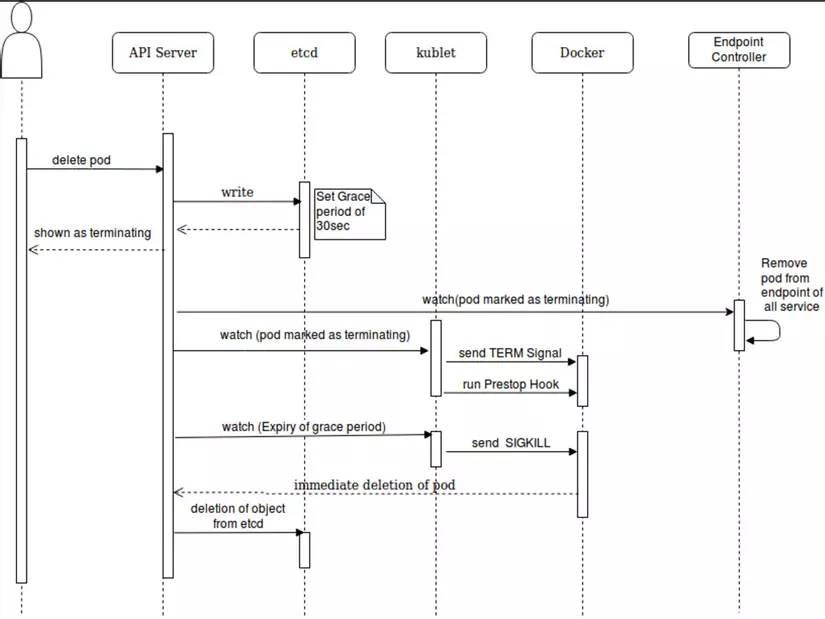 API Server
etcd
kublet
Docker
Endpoint
Controller
delete pod
write
Set Grace
period of
30sec
shown as terminating
Remove
pod from
endpoint of
all service
watch(pod marked as terminating)
watch (pod marked as terminating)
send TERM Signal
run Prestop Hook
watch (Expiry of grace period)
send SIGKILL
immediate deletion of pod
deletion of object
from etcd